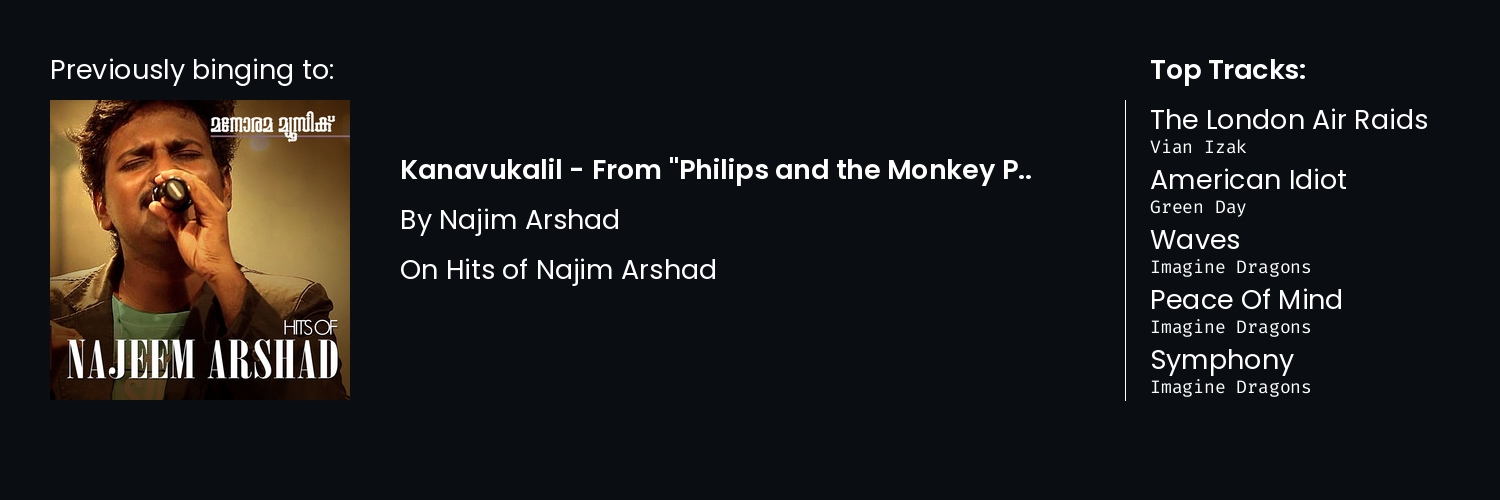 Previously binging to:
മനോരമ മ്യൂസിക്
HITS OF
NAJEEM ARSHAD
Kanavukalil - From "Philips and the Monkey P..
By Najim Arshad
On Hits of Najim Arshad
Top Tracks:
The London Air Raids
Vian Izak
American Idiot
Green Day
Waves
Imagine Dragons
Peace Of Mind
Imagine Dragons
Symphony
Imagine Dragons